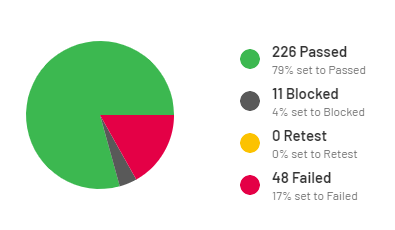 226 Passed
79% set to Passed
11 Blocked
4% set to Blocked
0 Retest
0% set to Retest
48 Failed
17% set to Failed